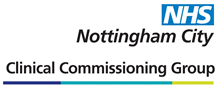 NHS
Nottingham City
Clinical Commissioning Group